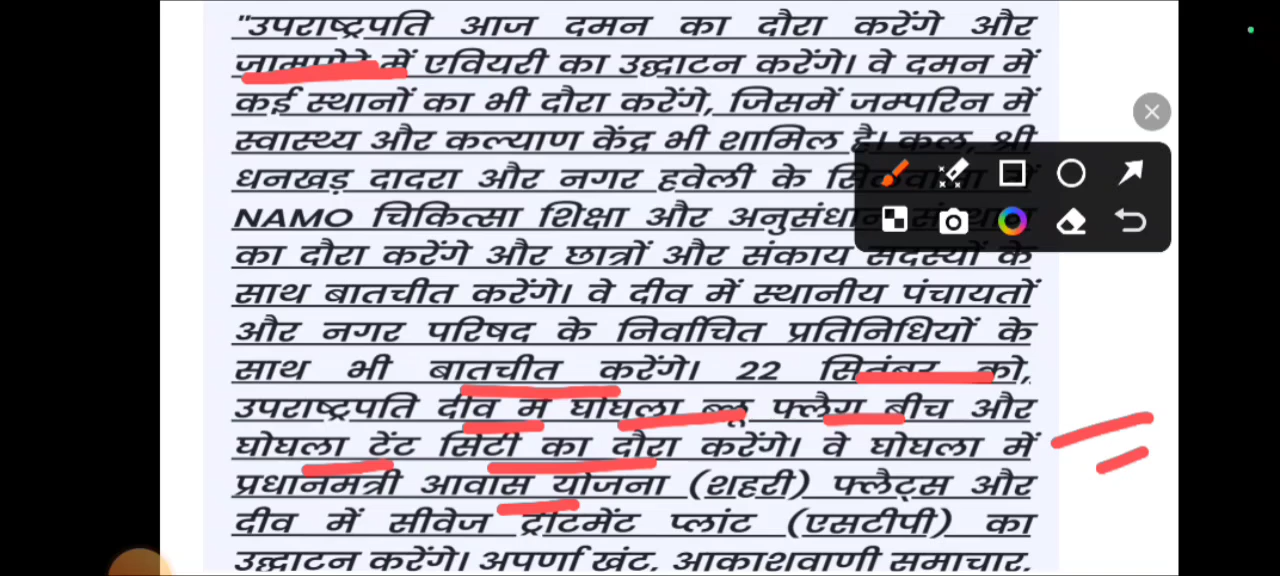 "उपराष्ट्रपति आज दमन का दौरा करेंगे और
जामपोरे में एवियरी का उद्घाटन करेंगे। वे दमन में
कई स्थानों का भी दौरा करेंगे, जिसमें जम्परिन में
स्वास्थ्य और कल्याण केंद्र भी शामिल है। कल, श्री
धनखड़ दादरा और नगर हवेली के
NAMO चिकित्सा शिक्षा और अनुसंधान
का दौरा करेंगे और छात्रों और संकाय सदस्यों के
साथ बातचीत करेंगे। वे दीव में स्थानीय पंचायतों
और नगर परिषद के निर्वाचित प्रतिनिधियों के
साथ भी बातचीत करेंगे। 22 सितंबर को,
उपराष्ट्रपति दीव में घोघला ब्लू फ्लैग बीच और
घोघला टेंट सिटी का दौरा करेंगे। वे घोघला में
प्रधानमंत्री आवास योजना (शहरी) फ्लैट्स और
दीव में सीवेज ट्रीटमेंट प्लांट (एसटीपी) का
उद्घाटन करेंगे। अपर्णा खुंट, आकाशवाणी समाचार,